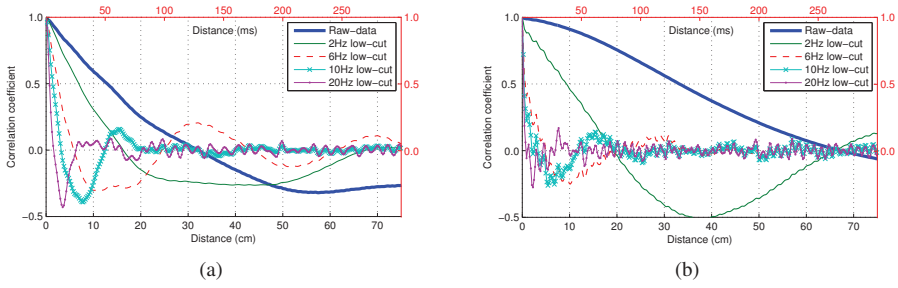 0 50 100 150 200 250
Distance (ms)
1.0 1.0
0.5 0.5
0.0 0.0
−0.5
Correlation coefficient
Raw−data
2Hz low−cut
6Hz low−cut
10Hz low−cut
20Hz low−cut
0 10 20 30 40 50 60 70
Distance (cm)
(a)
0 50 100 150 200 250
Distance (ms)
1.0 1.0
0.5 0.5
0.0 0.0
−0.5
Correlation coefficient
Raw−data
2Hz low−cut
6Hz low−cut
10Hz low−cut
20Hz low−cut
0 10 20 30 40 50 60 70
Distance (cm)
(b)